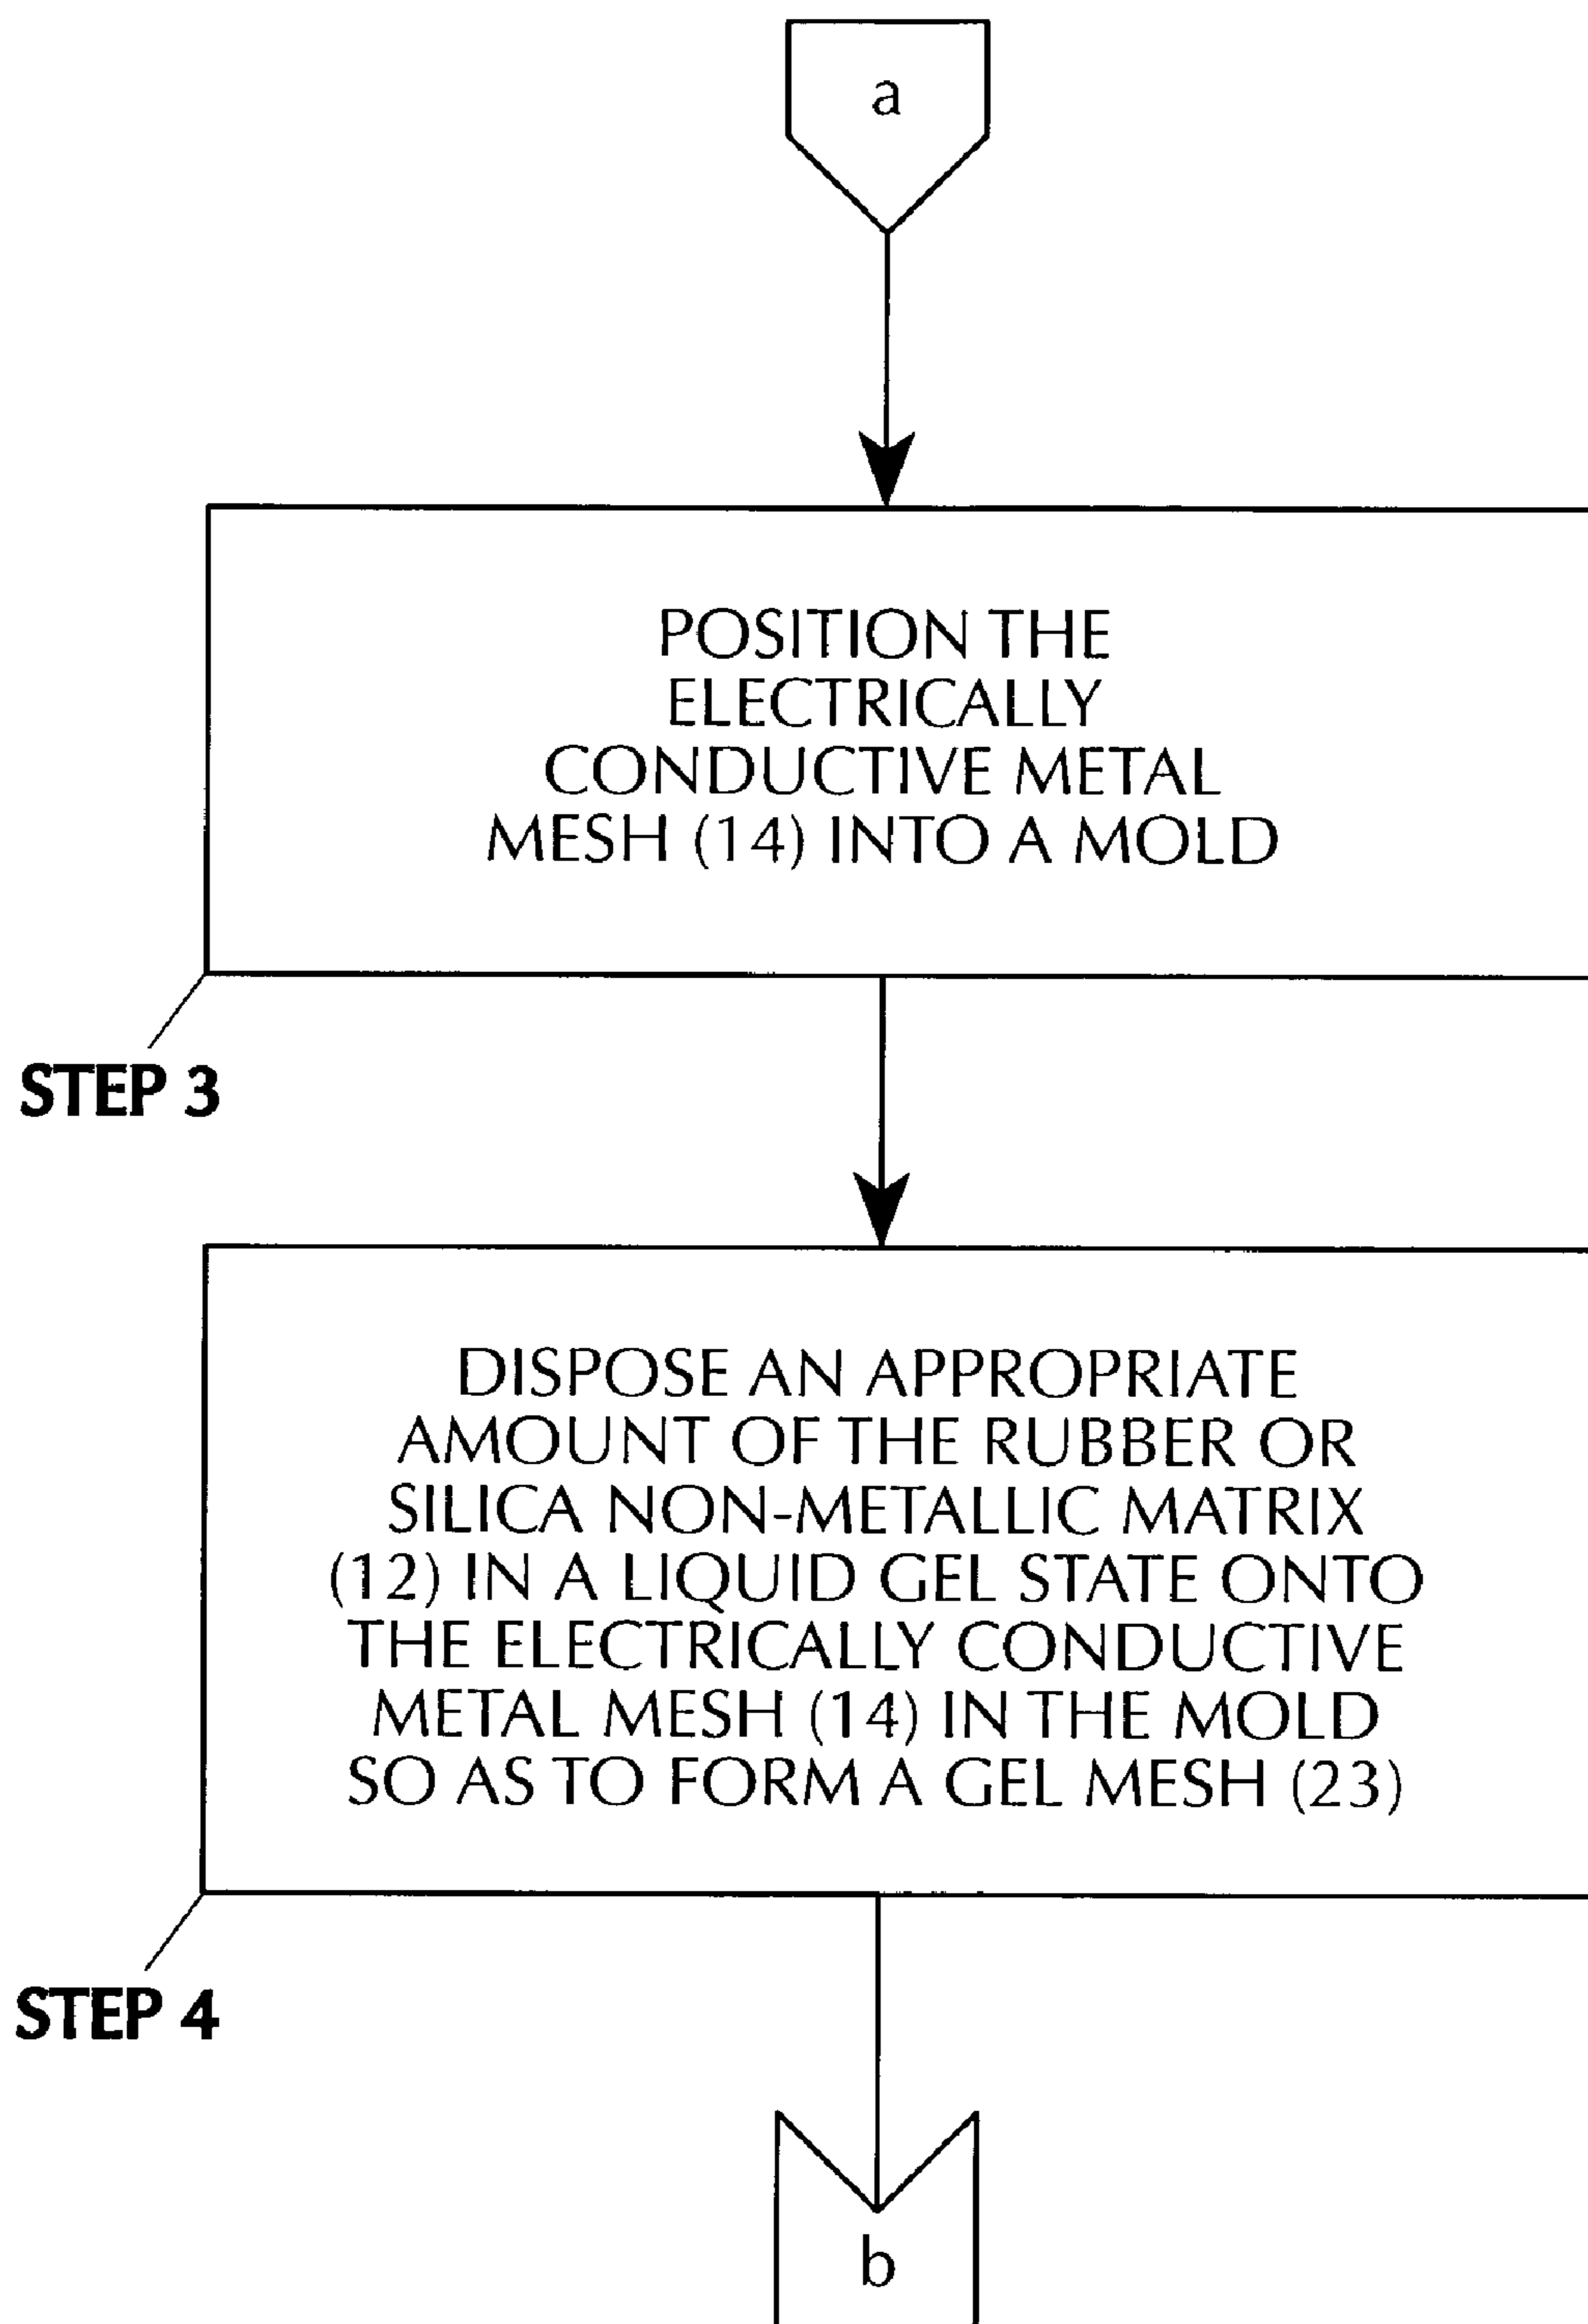 a
POSITION THE
ELECTRICALLY
CONDUCTIVE METAL
MESH (14) INTO A MOLD
STEP 3
DISPOSE AN APPROPRIATE
AMOUNT OF THE RUBBER OR
SILICA NON-METALLIC MATRIX
(12) IN A LIQUID GEL STATE ONTO
THE ELECTRICALLY CONDUCTIVE
METAL MESH (14) IN THE MOLD
SO AS TO FORM A GEL MESH (23)
STEP 4
b